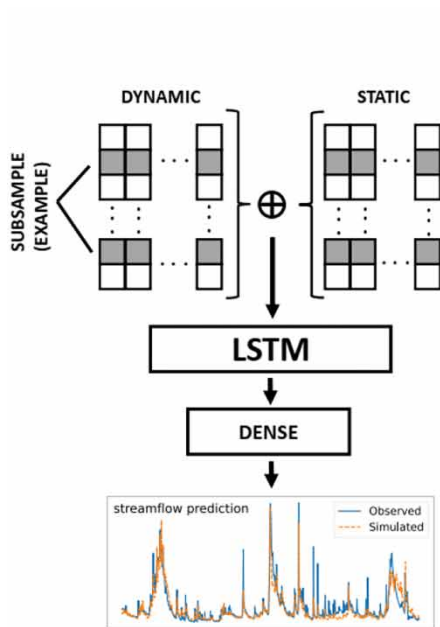 DYNAMIC
STATIC
SUBSAMPLE
(EXAMPLE)
LSTM
DENSE
streamflow prediction
Observed
Simulated